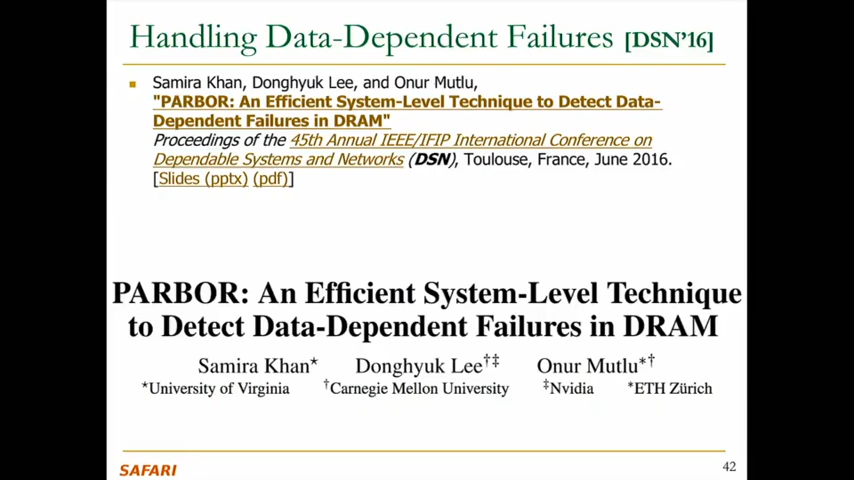 Handling Data-Dependent Failures [DSN'16]
Samira Khan, Donghyuk Lee, and Onur Mutlu,
"PARBOR: An Efficient System-Level Technique to Detect Data-
Dependent Failures in DRAM"
Proceedings of the 45th Annual IEEE/IFIP International Conference on
Dependable Systems and Networks (DSN), Toulouse, France, June 2016.
[Slides (pptx) (pdf)]
PARBOR: An Efficient System-Level Technique
to Detect Data-Dependent Failures in DRAM
Samira Khan⋆ Donghyuk Lee†‡ Onur Mutlu*†
⋆University of Virginia †Carnegie Mellon University ‡Nvidia *ETH Zürich
SAFARI
42